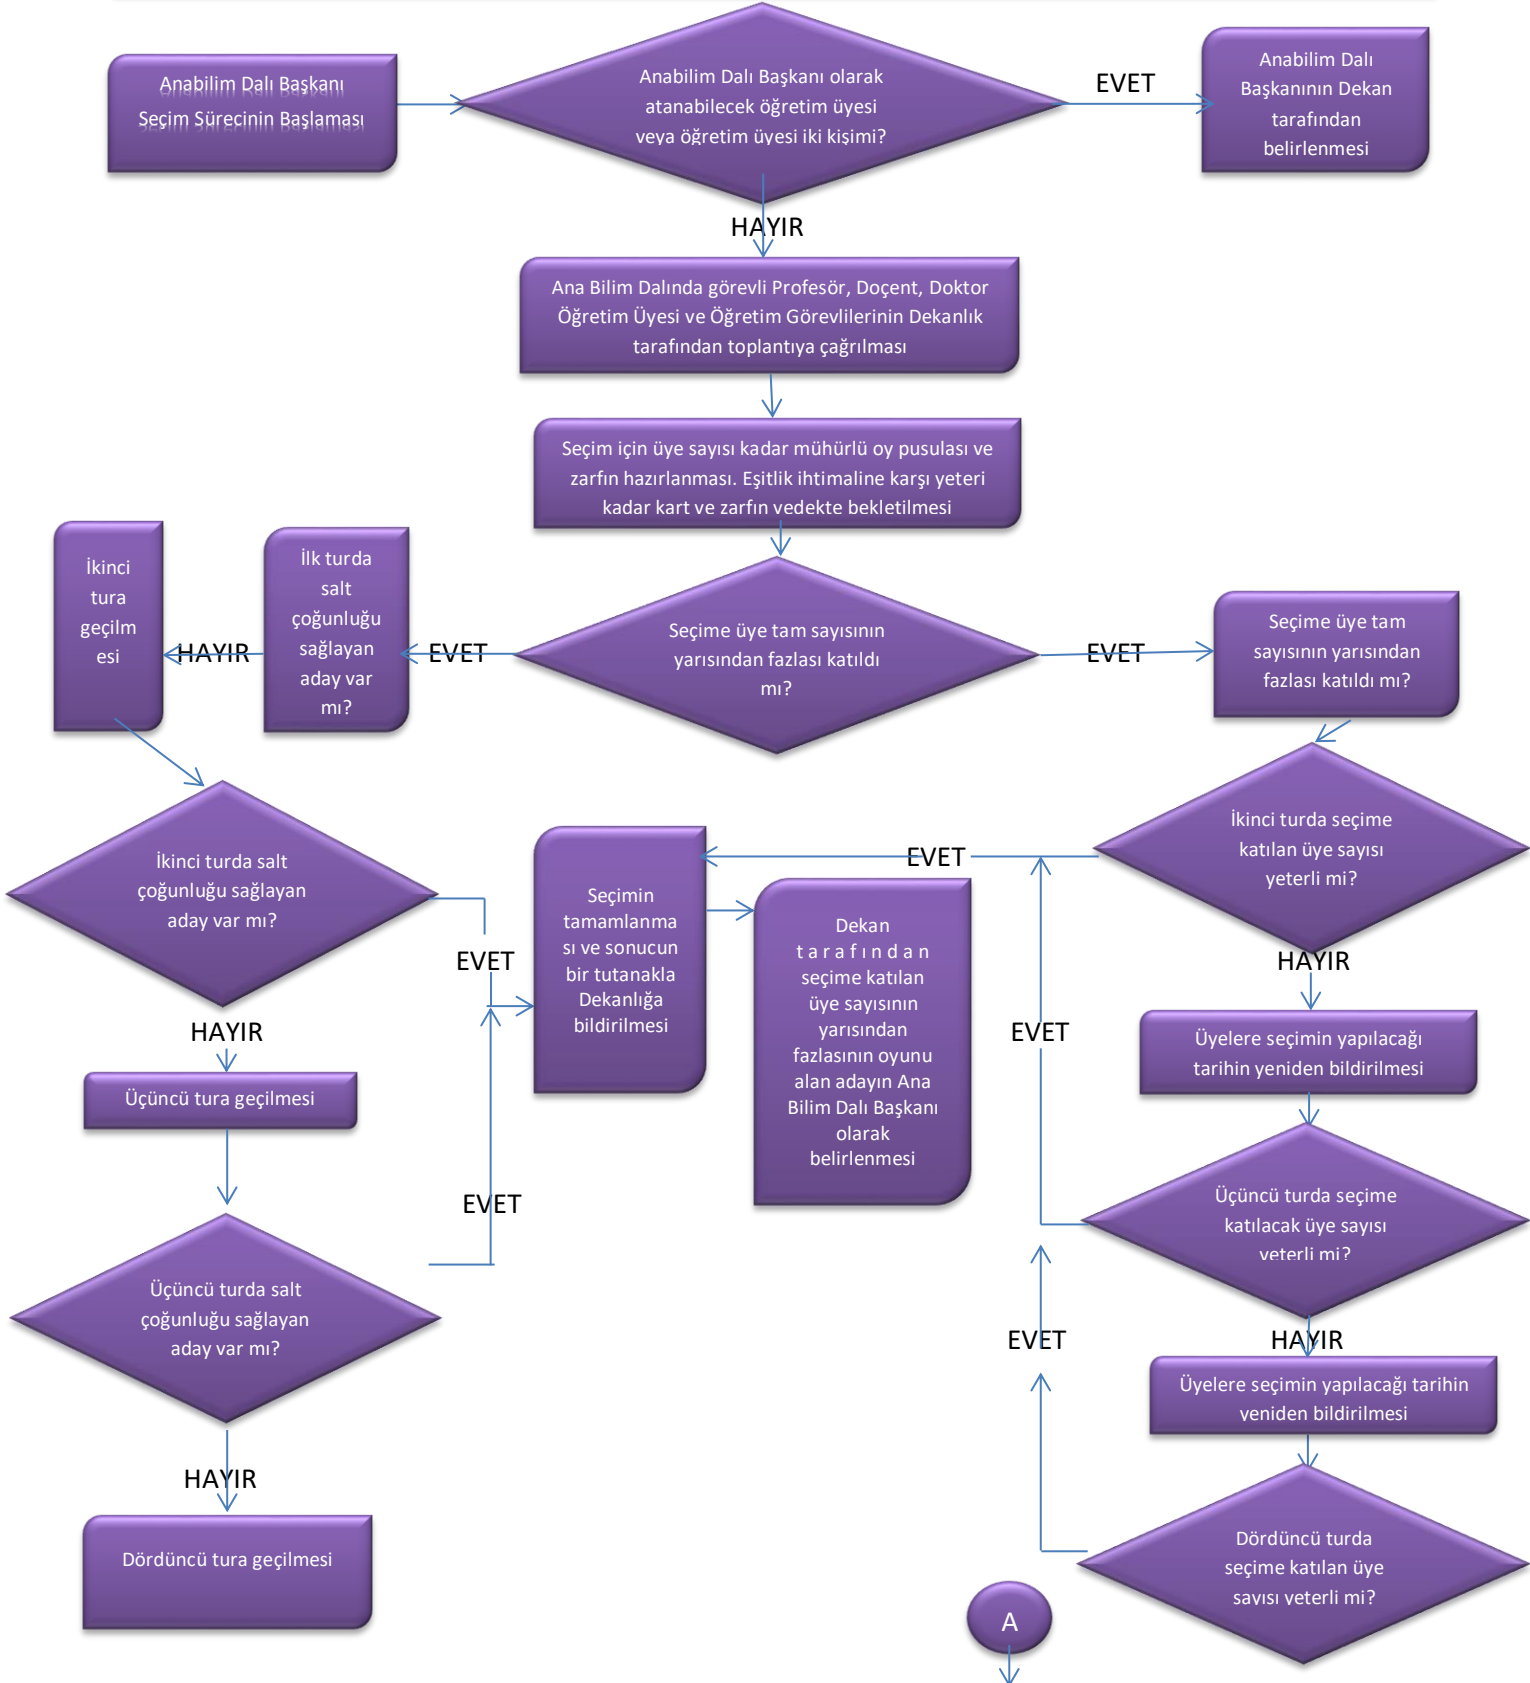 Anabilim Dalı Başkanı
Seçim Sürecinin Başlaması
Anabilim Dalı Başkanı olarak
atanabilecek öğretim üyesi
veya öğretim üyesi iki kişimi?
EVET
Anabilim Dalı
Başkanının Dekan
tarafından
belirlenmesi
HAYIR
Ana Bilim Dalında görevli Profesör, Doçent, Doktor
Öğretim Üyesi ve Öğretim Görevlilerinin Dekanlık
tarafından toplantıya çağrılması
Seçim için üye sayısı kadar mühürlü oy pusulası ve
zarfın hazırlanması. Eşitlik ihtimaline karşı yeteri
kadar kart ve zarfın vedekte bekletilmesi
İkinci
tura
geçilm
esi
HAYIR
İlk turda
salt
çoğunluğu
sağlayan
aday var
mı?
EVET
Seçime üye tam sayısının
yarısından fazlası katıldı
mı?
EVET
Seçime üye tam
sayısının yarısından
fazlası katıldı mı?
İkinci turda salt
çoğunluğu sağlayan
aday var mı?
EVET
Seçimin
tamamlanma
sı ve sonucun
bir tutanakla
Dekanlığa
bildirilmesi
EVET
Dekan
tarafından
seçime katılan
üye sayısının
yarısından
fazlasının oyunu
alan adayın Ana
Bilim Dalı Başkanı
olarak
belirlenmesi
İkinci turda seçime
katılan üye sayısı
yeterli mi?
HAYIR
HAYIR
EVET
Üyelere seçimin yapılacağı
tarihin yeniden bildirilmesi
Üçüncü tura geçilmesi
EVET
Üçüncü turda seçime
katılacak üye sayısı
yeterli mi?
Üçüncü turda salt
çoğunluğu sağlayan
aday var mı?
EVET
HAYIR
Üyelere seçimin yapılacağı tarihin
yeniden bildirilmesi
HAYIR
Dördüncü tura geçilmesi
Dördüncü turda
seçime katılan üye
sayısı yeterli mi?
A